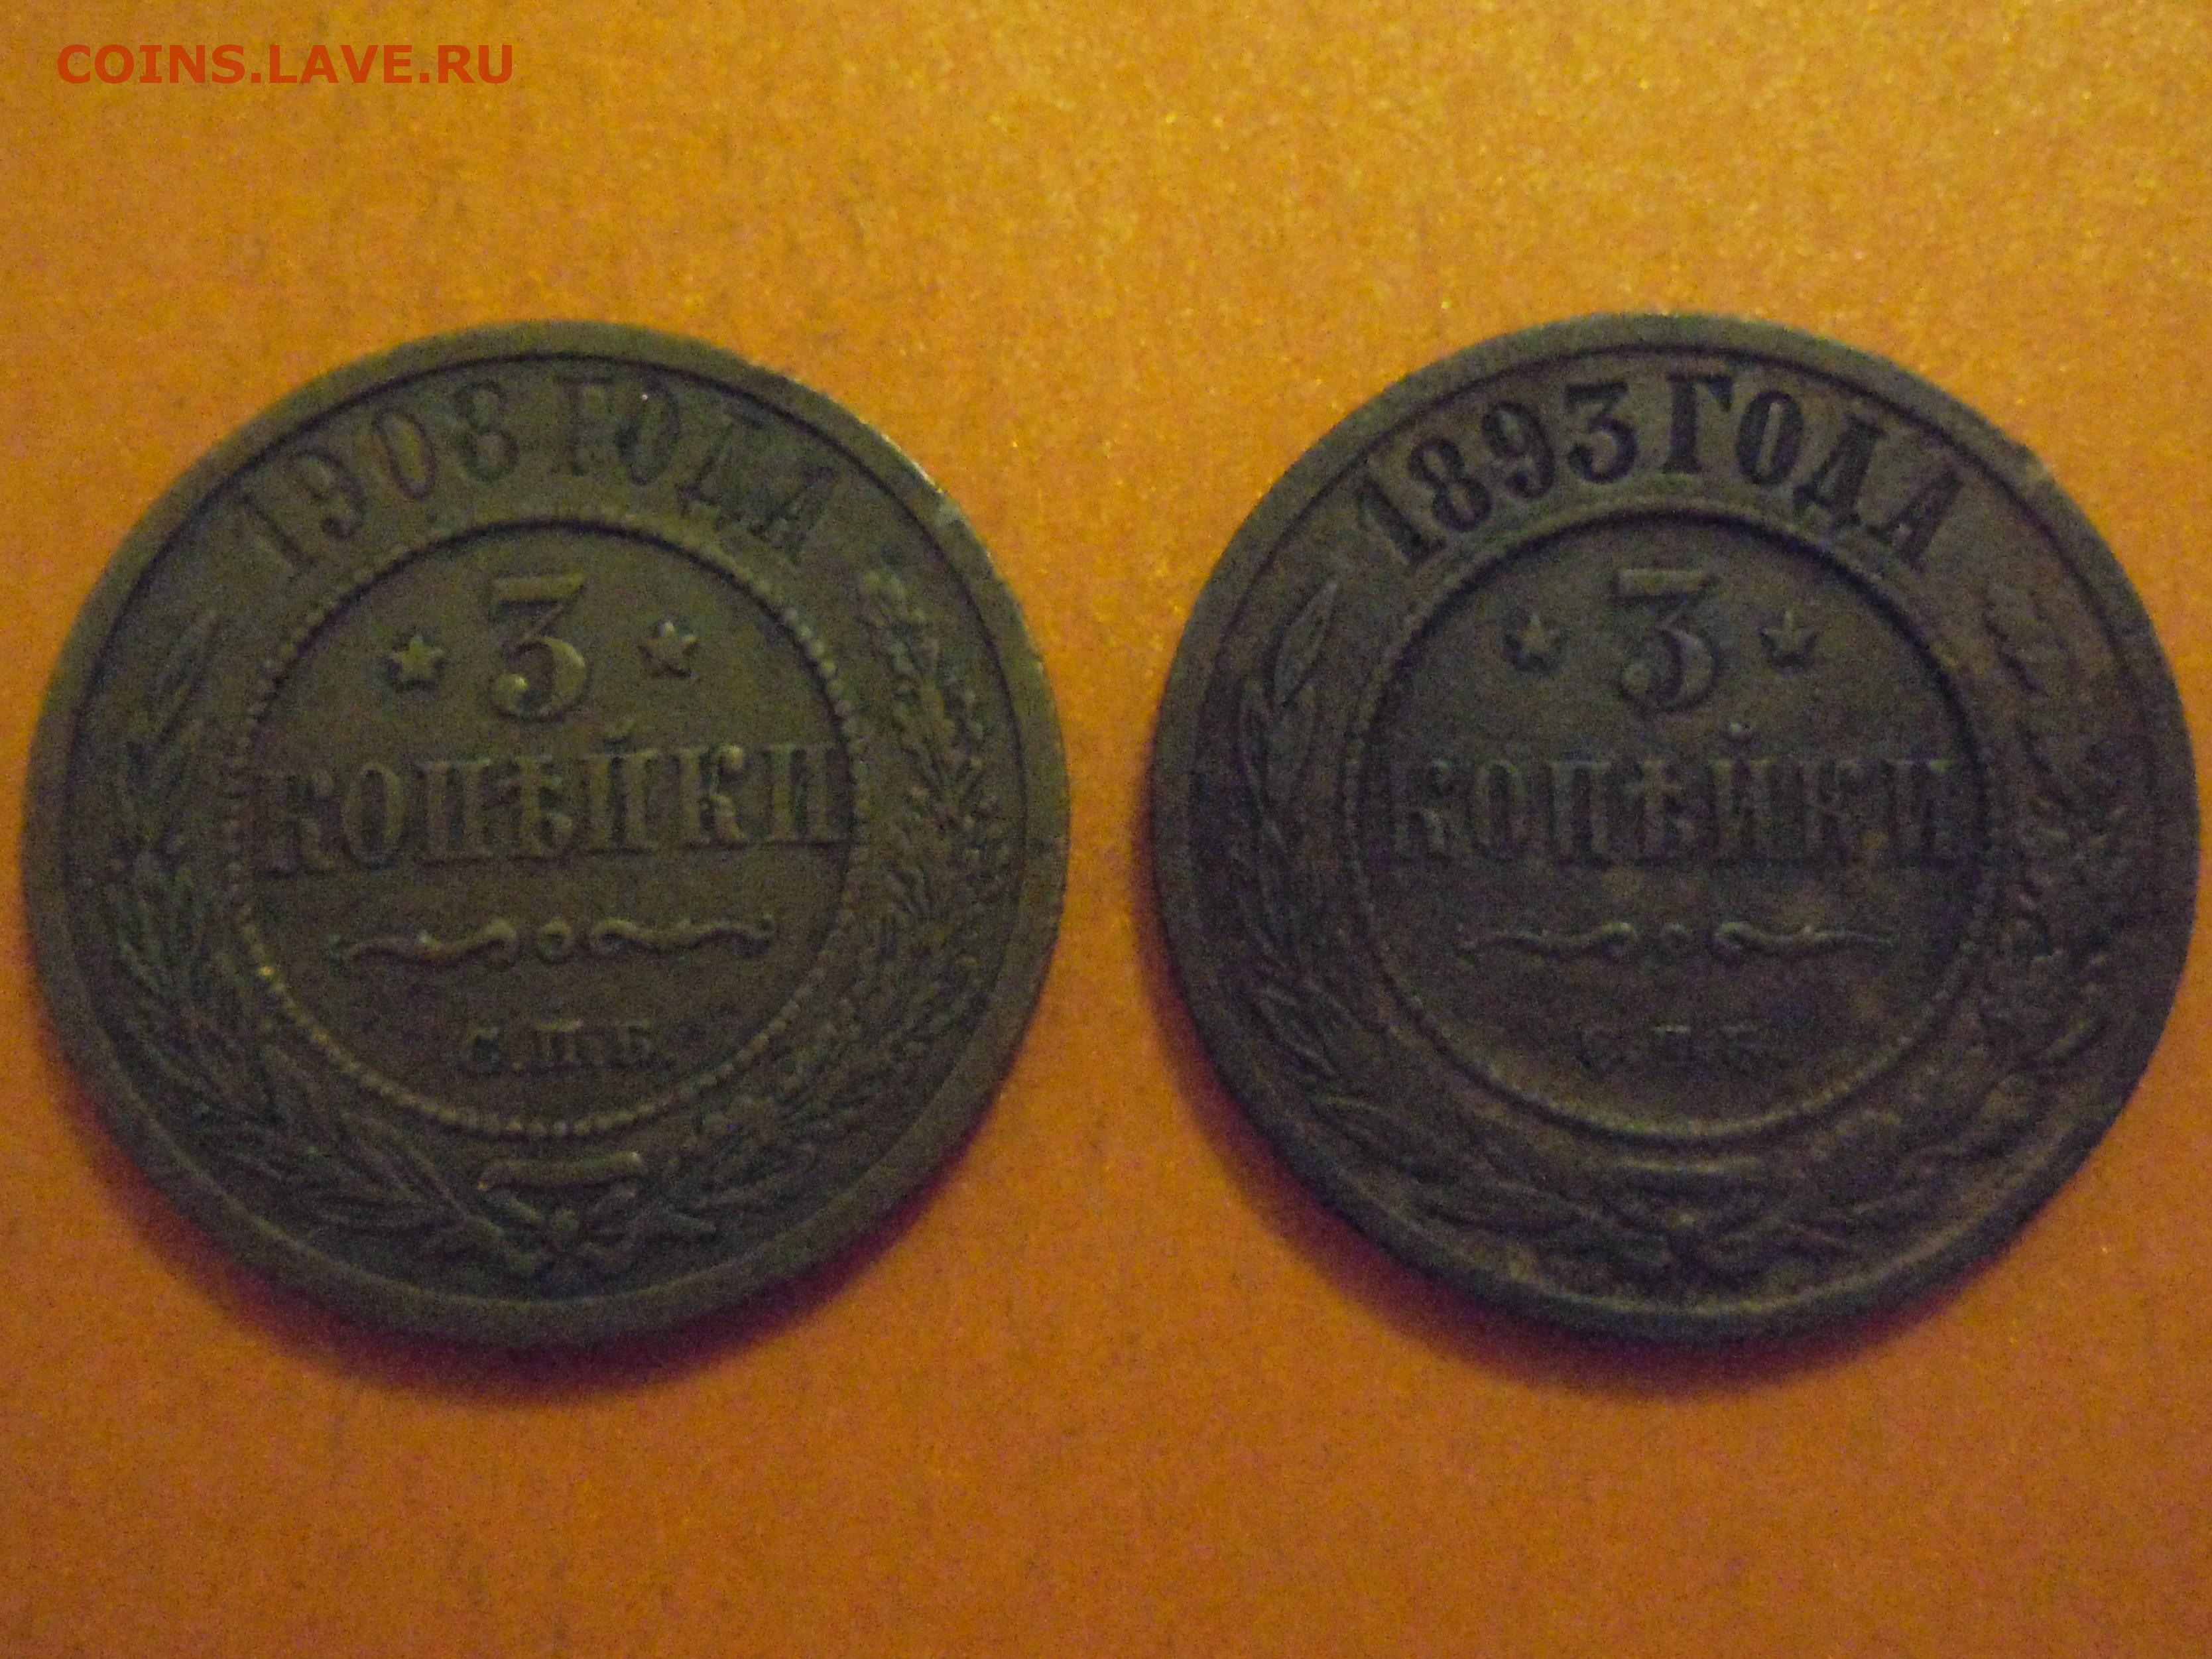 COINS.LAVE.RU
1908 ГОДА
3
КОПѢЙКИ
С.П.Б.
1893 ГОДА
3
КОПѢЙКИ
С.П.Б.